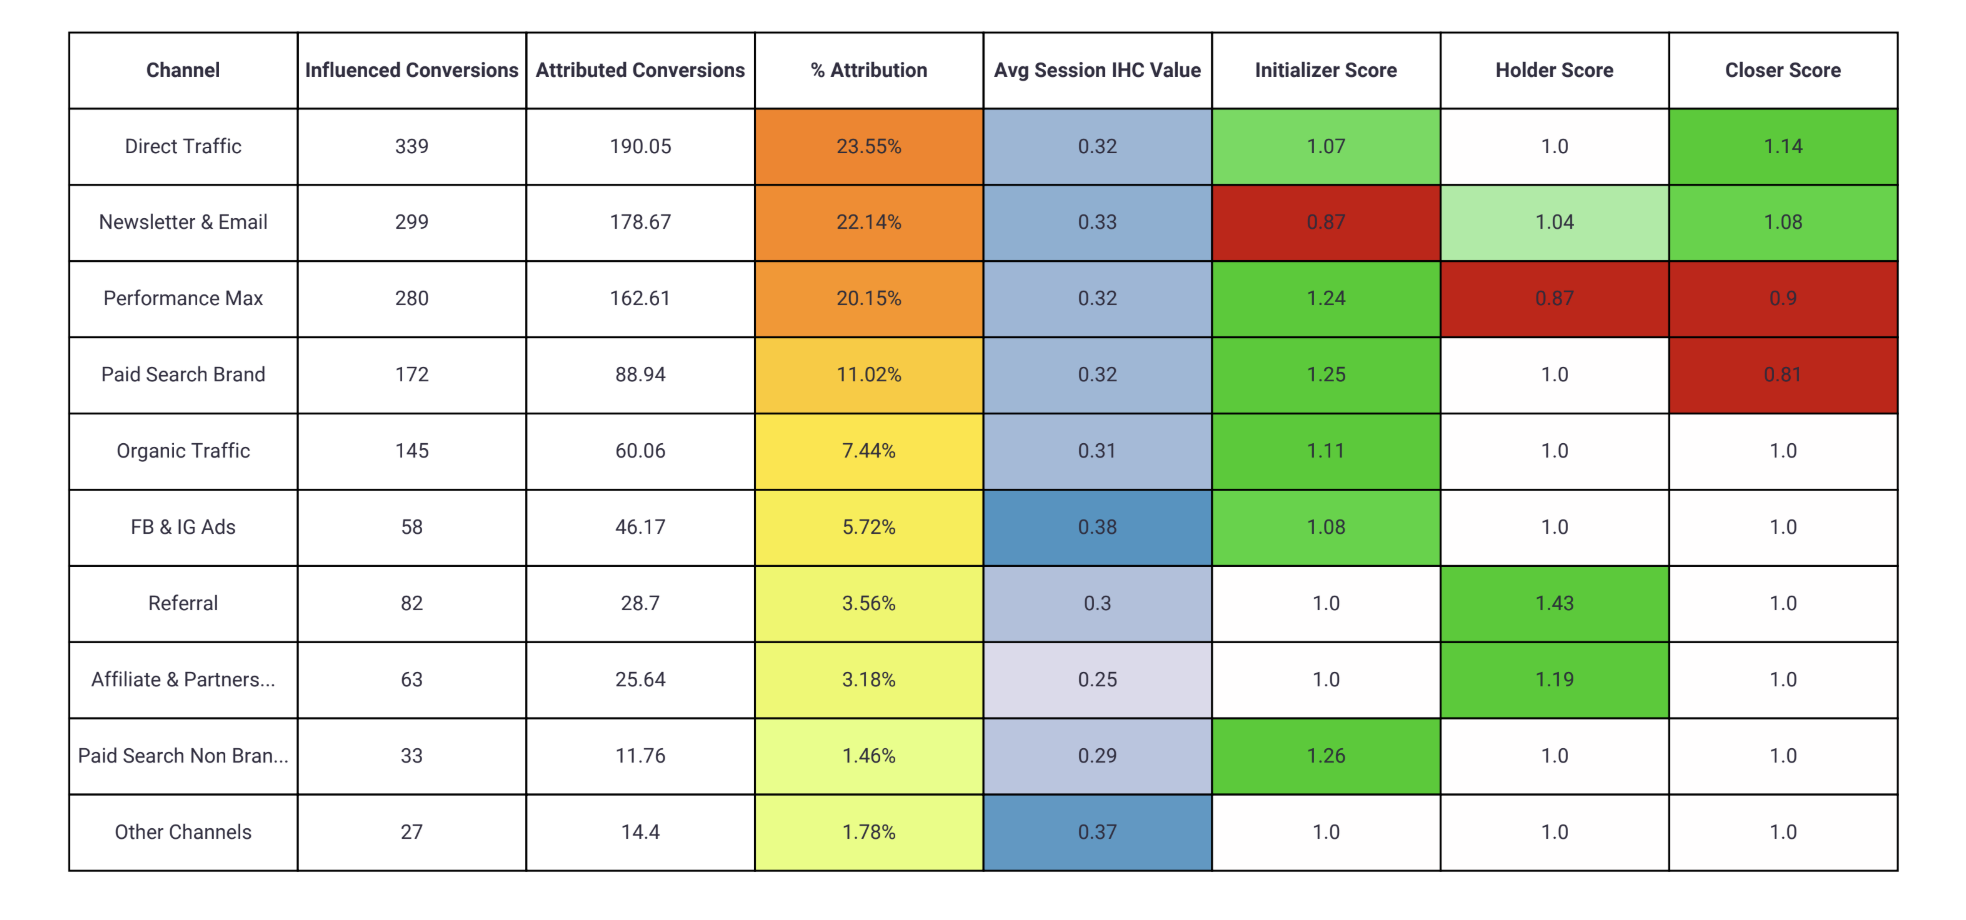 Channel Influenced Conversions Attributed Conversions % Attribution Avg Session IHC Value Initializer Score Holder Score Closer Score
Direct Traffic 339 190.05 23.55% 0.32 1.07 1.0 1.14
Newsletter & Email 299 178.67 22.14% 0.33 0.87 1.04 1.08
Performance Max 280 162.61 20.15% 0.32 1.24 0.87 0.9
Paid Search Brand 172 88.94 11.02% 0.32 1.25 1.0 0.81
Organic Traffic 145 60.06 7.44% 0.31 1.11 1.0 1.0
FB & IG Ads 58 46.17 5.72% 0.38 1.08 1.0 1.0
Referral 82 28.7 3.56% 0.3 1.0 1.43 1.0
Affiliate & Partners... 63 25.64 3.18% 0.25 1.0 1.19 1.0
Paid Search Non Bran... 33 11.76 1.46% 0.29 1.26 1.0 1.0
Other Channels 27 14.4 1.78% 0.37 1.0 1.0 1.0